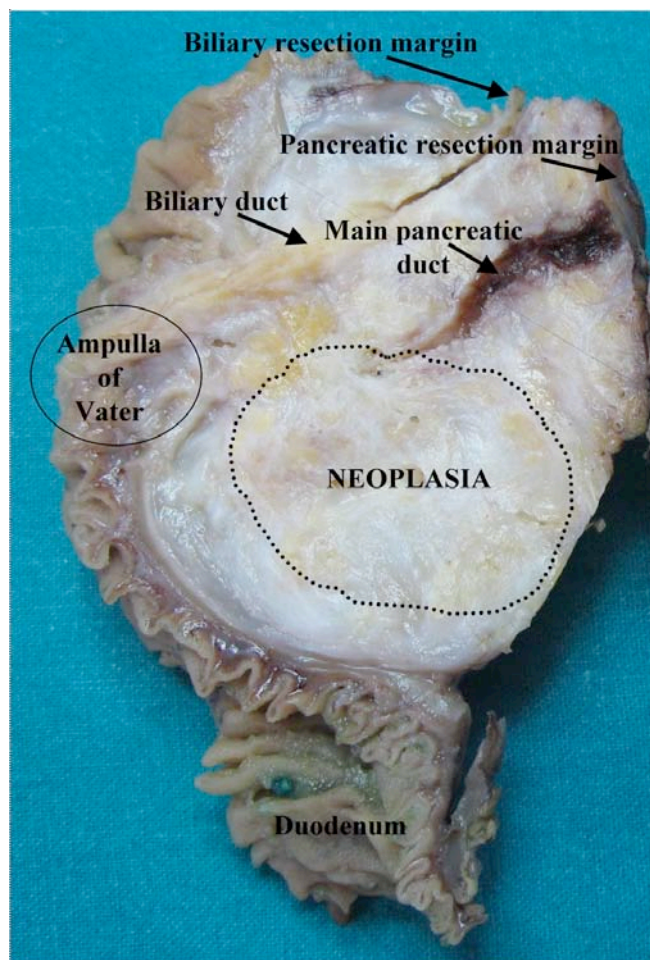 Biliary resection margin
Pancreatic resection margin
Biliary duct
Main pancreatic
duct
Ampulla
of
Vater
NEOPLASIA
Duodenum